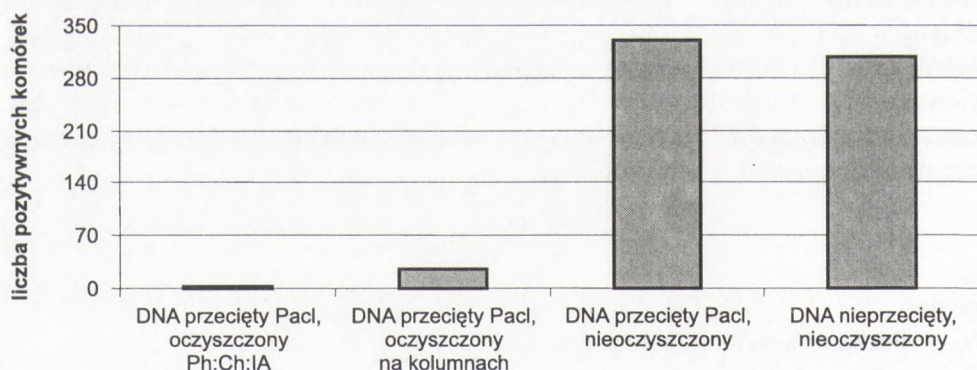 liczba pozytywnych komórek
350
280
210
140
70
0
DNA przecięty PacI,
oczyszczony
Ph:Ch:IA
DNA przecięty PacI,
oczyszczony
na kolumnach
DNA przecięty PacI,
nieoczyszczony
DNA nieprzecięty,
nieoczyszczony